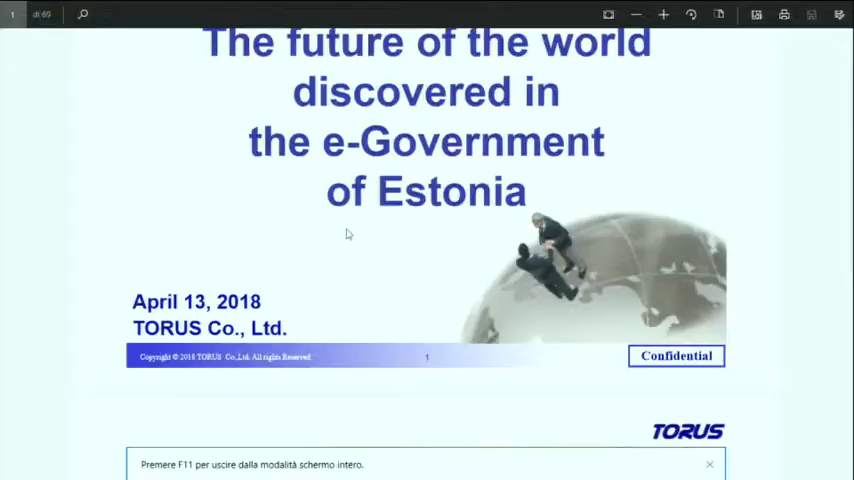 1 di 69
The future of the world
discovered in
the e-Government
of Estonia
April 13, 2018
TORUS Co., Ltd.
Copyright © 2018 TORUS Co.,Ltd. All rights Reserved
1
Confidential
TORUS
Premere F11 per uscire dalla modalità schermo intero.